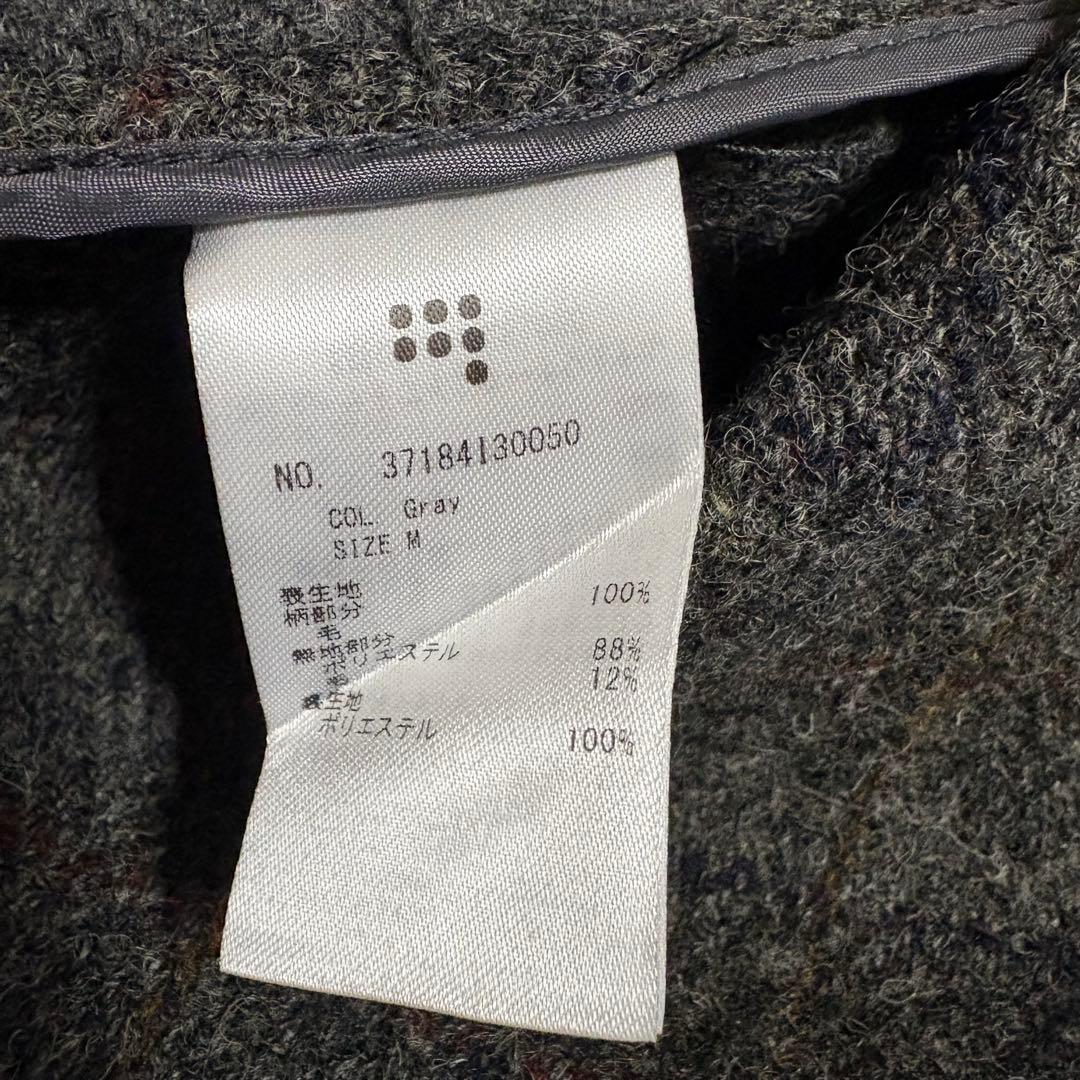 NO. 37184130050
COL. Gray
SIZE M
表生地
柄部分
毛 100%
無地部分
ポリエステル 88%
毛 12%
裏生地
ポリエステル 100%